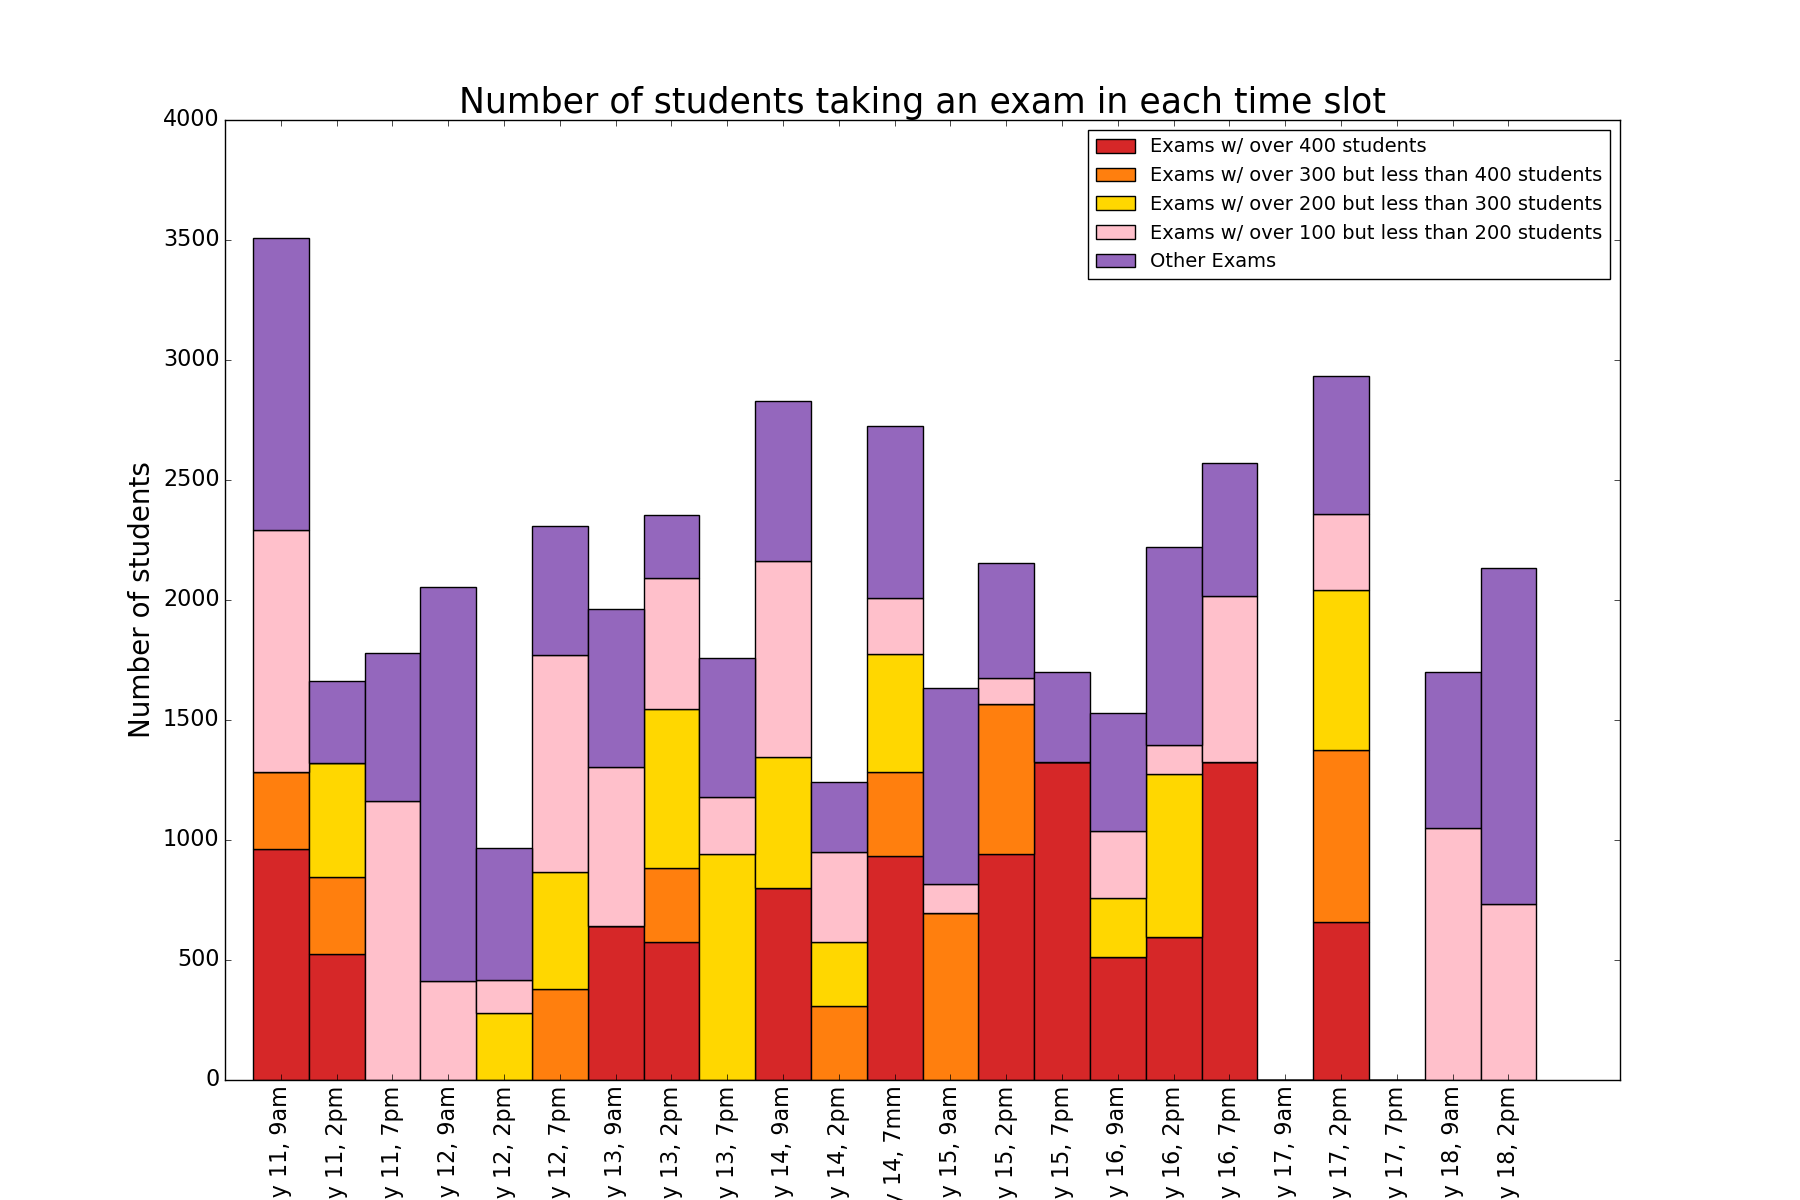 Number of students taking an exam in each time slot
Exams w/ over 400 students
Exams w/ over 300 but less than 400 students
Exams w/ over 200 but less than 300 students
Exams w/ over 100 but less than 200 students
Other Exams
Number of students
4000
3500
3000
2500
2000
1500
1000
500
0
y 11, 9am
y 11, 2pm
y 11, 7pm
y 12, 9am
y 12, 2pm
y 12, 7pm
y 13, 9am
y 13, 2pm
y 13, 7pm
y 14, 9am
y 14, 2pm
y 14, 7mm
y 15, 9am
y 15, 2pm
y 15, 7pm
y 16, 9am
y 16, 2pm
y 16, 7pm
y 17, 9am
y 17, 2pm
y 17, 7pm
y 18, 9am
y 18, 2pm